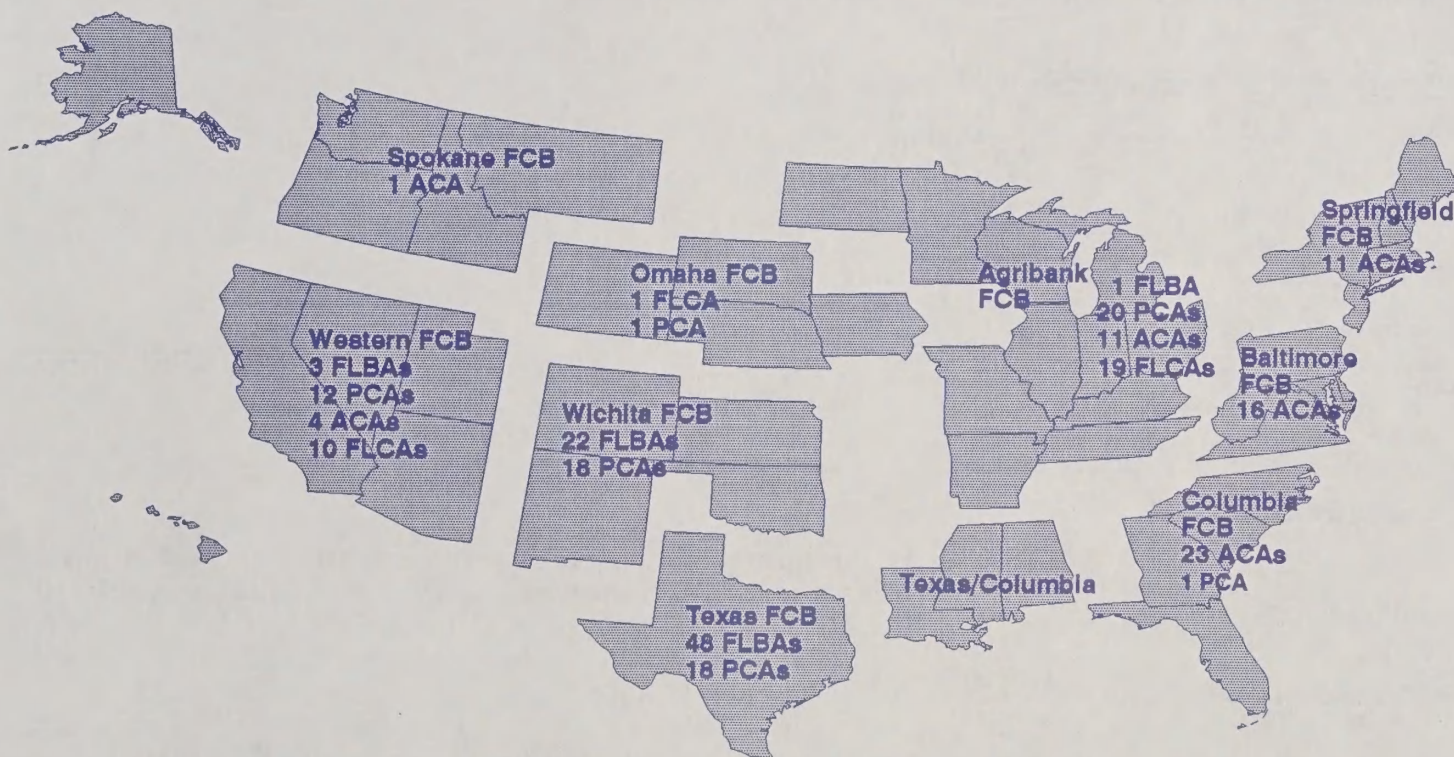 Spokane FCB
1 ACA
Omaha FCB
1 FLCA
1 PCA
Western FCB
3 FLBAs
12 PCAs
4 ACAs
10 FLCAs
Wichita FCB
22 FLBAs
18 PCAs
Texas FCB
48 FLBAs
18 PCAs
Agribank
FCB
1 FLBA
20 PCAs
11 ACAs
19 FLCAs
Texas/Columbia
Springfield
FCB
11 ACAs
Baltimore
FCB
16 ACAs
Columbia
FCB
23 ACAs
1 PCA